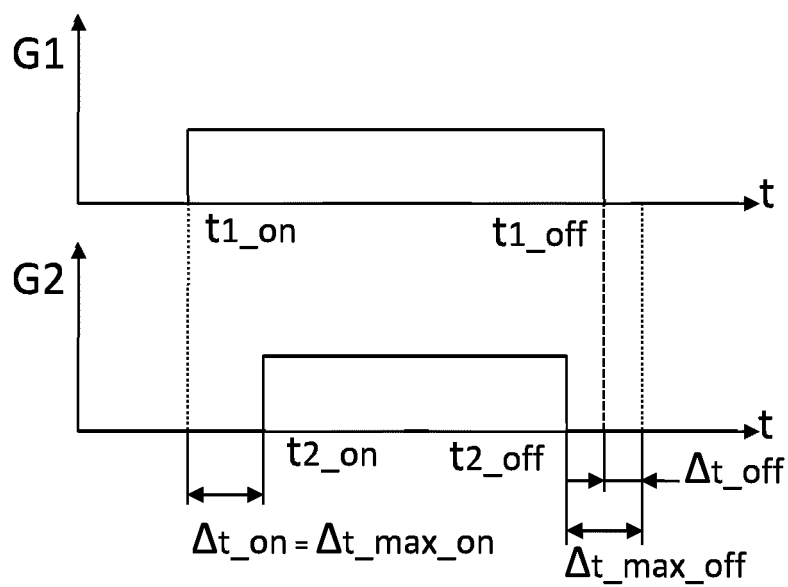 G1
t
t1_on t1_off
G2
t
t2_on t2_off
Δt_off
Δt_on = Δt_max_on
Δt_max_off